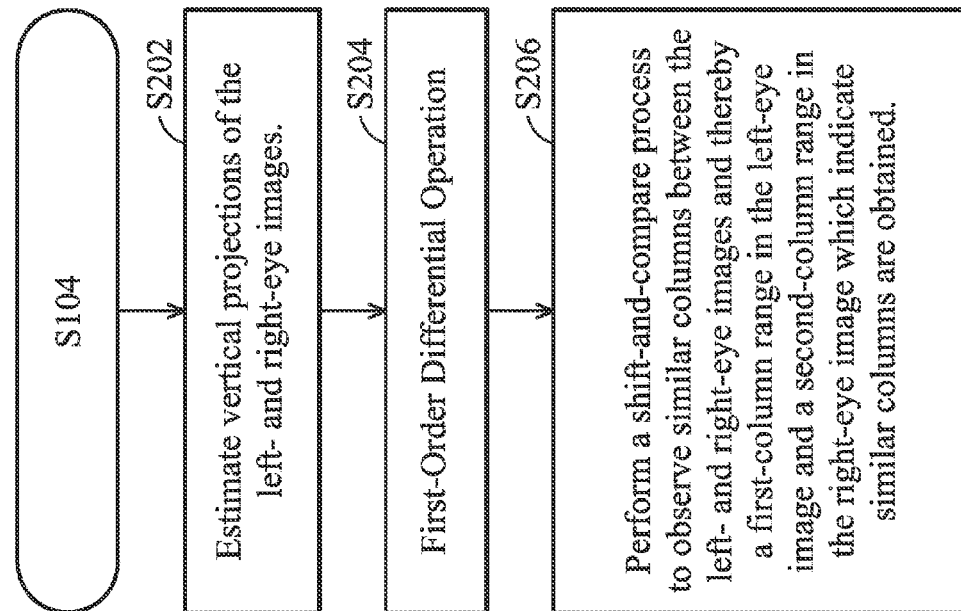 S104
S202
Estimate vertical projections of the
left- and right-eye images.
S204
First-Order Differential Operation
S206
Perform a shift-and-compare process
to observe similar columns between the
left- and right-eye images and thereby
a first-column range in the left-eye
image and a second-column range in
the right-eye image which indicate
similar columns are obtained.